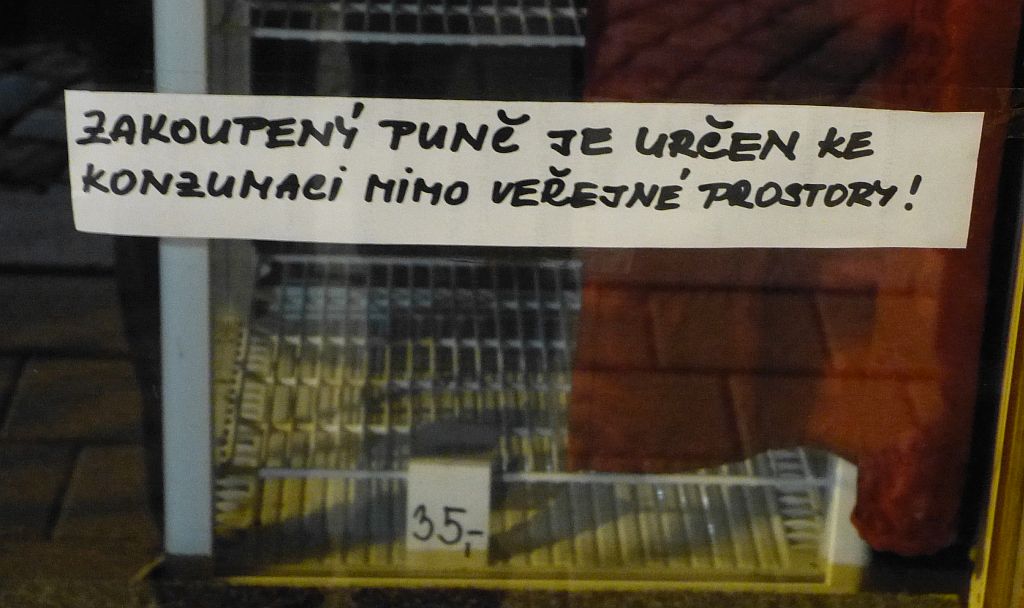 ZAKOUPENÝ PUNČ JE URČEN KE
KONZUMACI MIMO VEŘEJNÉ PROSTORY!
35,-